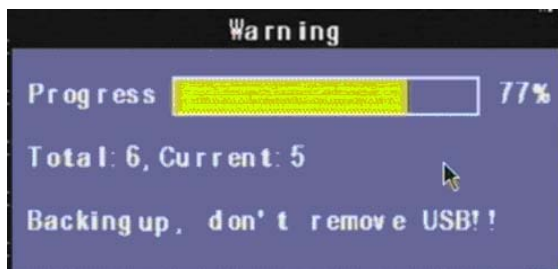 Warning
Progress 77%
Total: 6, Current: 5
Backing up, don't remove USB!!